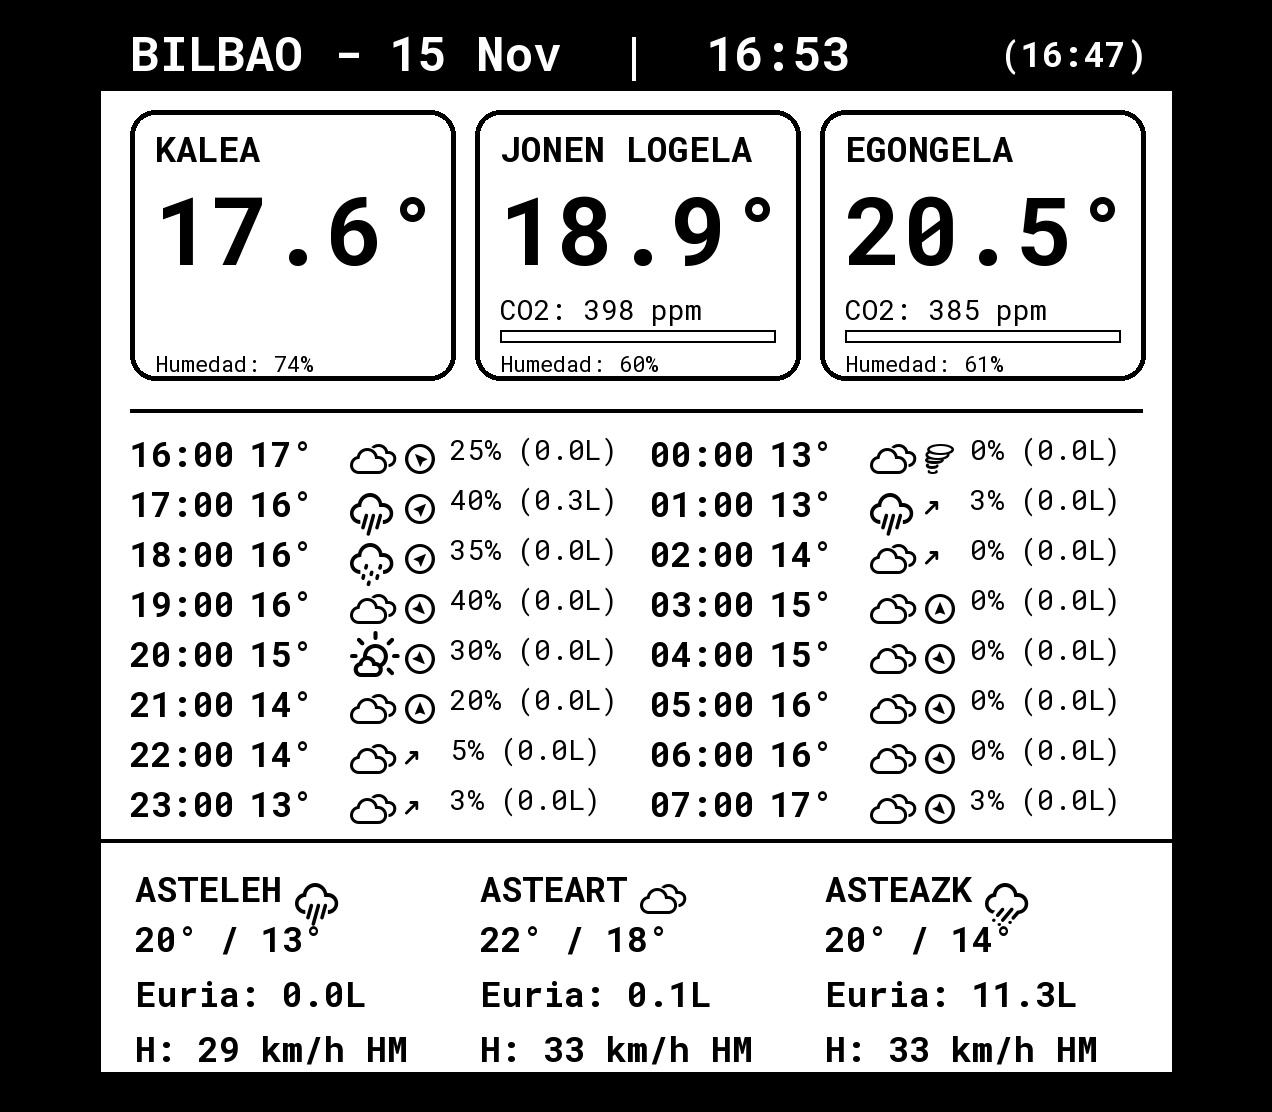 BILBAO - 15 Nov | 16:53 (16:47)
KALEA
17.6°
Humedad: 74%
JONEN LOGELA
18.9°
CO2: 398 ppm
Humedad: 60%
EGONGELA
20.5°
CO2: 385 ppm
Humedad: 61%
16:00 17° 25% (0.0L)
17:00 16° 40% (0.3L)
18:00 16° 35% (0.0L)
19:00 16° 40% (0.0L)
20:00 15° 30% (0.0L)
21:00 14° 20% (0.0L)
22:00 14° 5% (0.0L)
23:00 13° 3% (0.0L)
00:00 13° 0% (0.0L)
01:00 13° 3% (0.0L)
02:00 14° 0% (0.0L)
03:00 15° 0% (0.0L)
04:00 15° 0% (0.0L)
05:00 16° 0% (0.0L)
06:00 16° 0% (0.0L)
07:00 17° 3% (0.0L)
ASTELEH
20° / 13°
Euria: 0.0L
H: 29 km/h HM
ASTEART
22° / 18°
Euria: 0.1L
H: 33 km/h HM
ASTEAZK
20° / 14°
Euria: 11.3L
H: 33 km/h HM